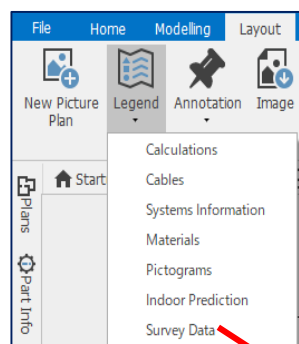 File Home Modelling Layout
New Picture Plan Legend Annotation Image
Start
Plans
Part Info
Calculations
Cables
Systems Information
Materials
Pictograms
Indoor Prediction
Survey Data